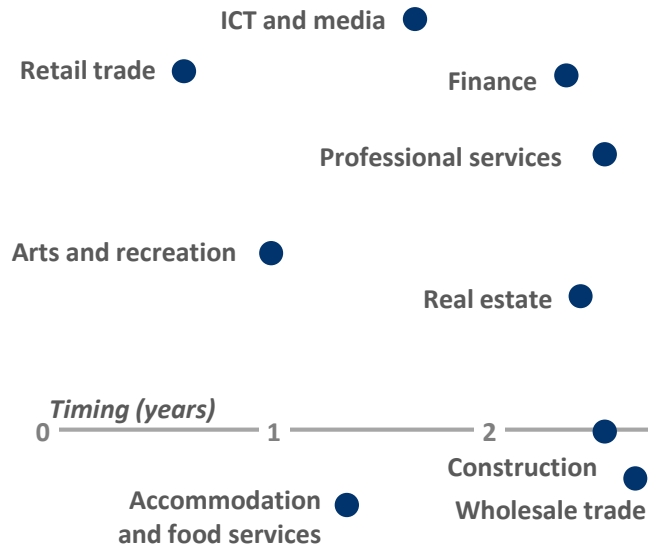 ICT and media
Retail trade
Finance
Professional services
Arts and recreation
Real estate
Timing (years)
0 1 2
Construction
Accommodation
and food services
Wholesale trade